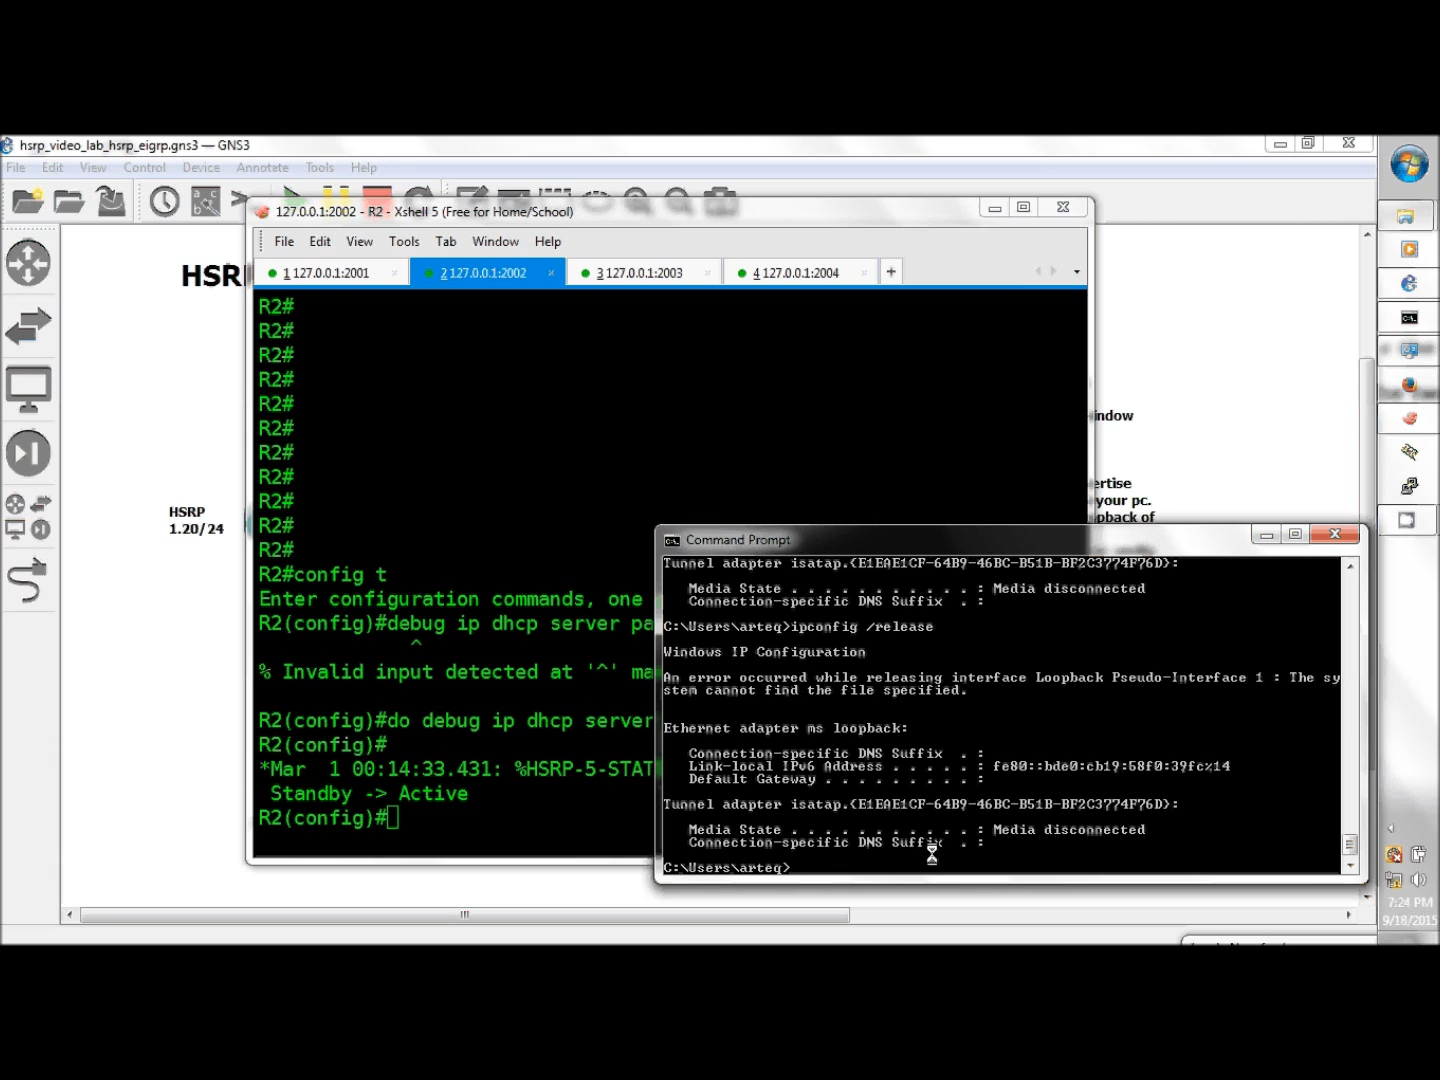 hsrp_video_lab_hsrp_eigrp.gns3 — GNS3
File Edit View Control Device Annotate Tools Help
127.0.0.1:2002 - R2 - Xshell 5 (Free for Home/School)
File Edit View Tools Tab Window Help
1 127.0.0.1:2001 2 127.0.0.1:2002 3 127.0.0.1:2003 4 127.0.0.1:2004
HSR
R2#
R2#
R2#
R2#
R2#
R2#
R2#
R2#
R2#
R2#
R2#
R2#config t
Enter configuration commands, one
R2(config)#debug ip dhcp server pa
^
% Invalid input detected at '^' ma
R2(config)#do debug ip dhcp server
R2(config)#
*Mar  1 00:14:33.431: %HSRP-5-STAT
Standby -> Active
R2(config)#
HSRP
1.20/24
indow
ertise
your pc.
pback of
Command Prompt
Tunnel adapter isatap.{E1EAE1CF-64B9-46BC-B51B-BF2C3774F76D}:
Media State . . . . . . . . . . . : Media disconnected
Connection-specific DNS Suffix  . :
C:\Users\arteq>ipconfig /release
Windows IP Configuration
An error occurred while releasing interface Loopback Pseudo-Interface 1 : The sy
stem cannot find the file specified.
Ethernet adapter ms loopback:
Connection-specific DNS Suffix  . :
Link-local IPv6 Address . . . . . : fe80::bde0:cb19:58f0:39fc%14
Default Gateway . . . . . . . . . :
Tunnel adapter isatap.{E1EAE1CF-64B9-46BC-B51B-BF2C3774F76D}:
Media State . . . . . . . . . . . : Media disconnected
Connection-specific DNS Suffix  . :
C:\Users\arteq>
7:24 PM
9/18/2015